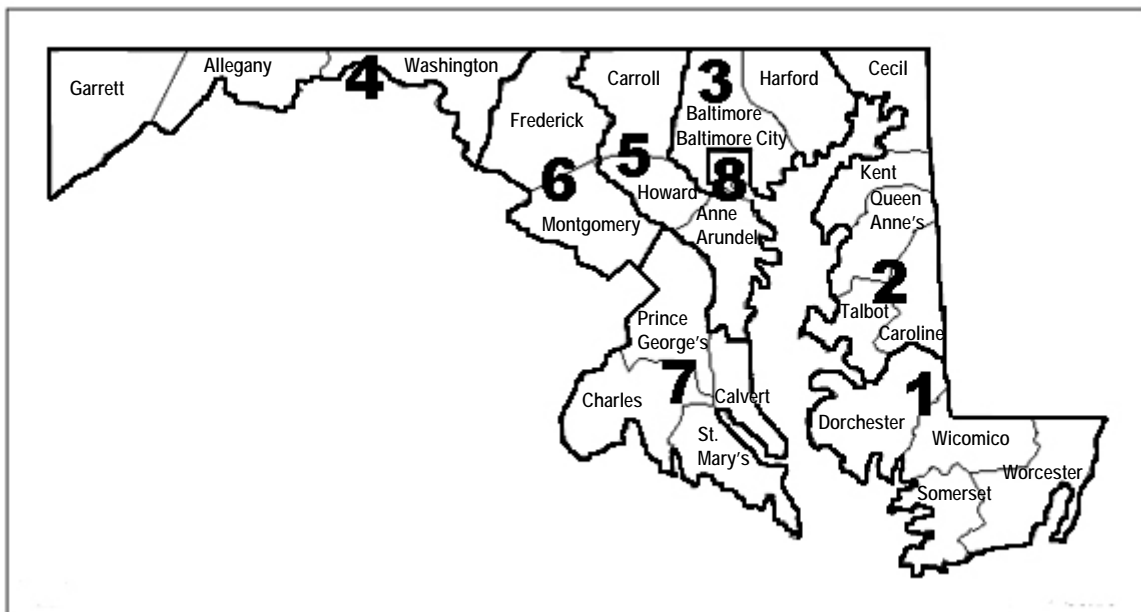 Garrett
Allegany
4
Washington
Frederick
Carroll
3
Harford
Cecil
Baltimore
Baltimore City
6
5
8
Howard
Montgomery
Anne
Arundel
Kent
Queen
Anne's
2
Talbot
Caroline
Prince
George's
7
Charles
Calvert
St.
Mary's
1
Dorchester
Wicomico
Somerset
Worcester